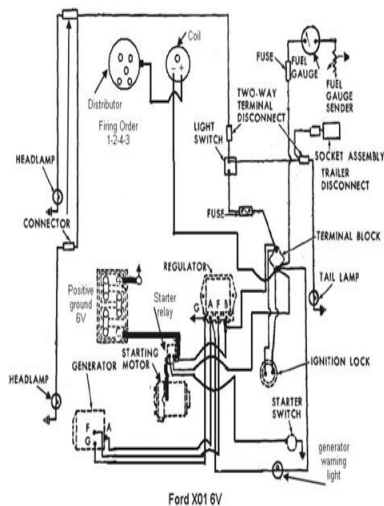 Coil
- +
Distributor
Firing Order
1-2-4-3
FUSE
FUEL
GAUGE
FUEL
GAUGE
SENDER
TWO-WAY
TERMINAL
DISCONNECT
LIGHT
SWITCH
SOCKET ASSEMBLY
TRAILER
DISCONNECT
HEADLAMP
CONNECTOR
FUSE
TERMINAL BLOCK
TAIL LAMP
REGULATOR
G
A F B
Positive
ground
6V
Starter
relay
STARTING
MOTOR
IGNITION LOCK
HEADLAMP
GENERATOR
F
G
A
STARTER
SWITCH
generator
warning
light
Ford X01 6V